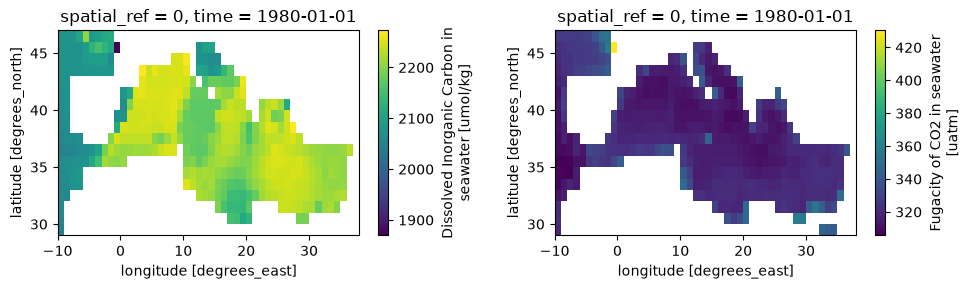 spatial_ref = 0, time = 1980-01-01
45
40
35
30
latitude [degrees_north]
−10
0
10
20
30
longitude [degrees_east]
2200
2100
2000
1900
Dissolved Inorganic Carbon in
seawater [umol/kg]
spatial_ref = 0, time = 1980-01-01
45
40
35
30
latitude [degrees_north]
−10
0
10
20
30
longitude [degrees_east]
420
400
380
360
340
320
Fugacity of CO2 in seawater
[uatm]